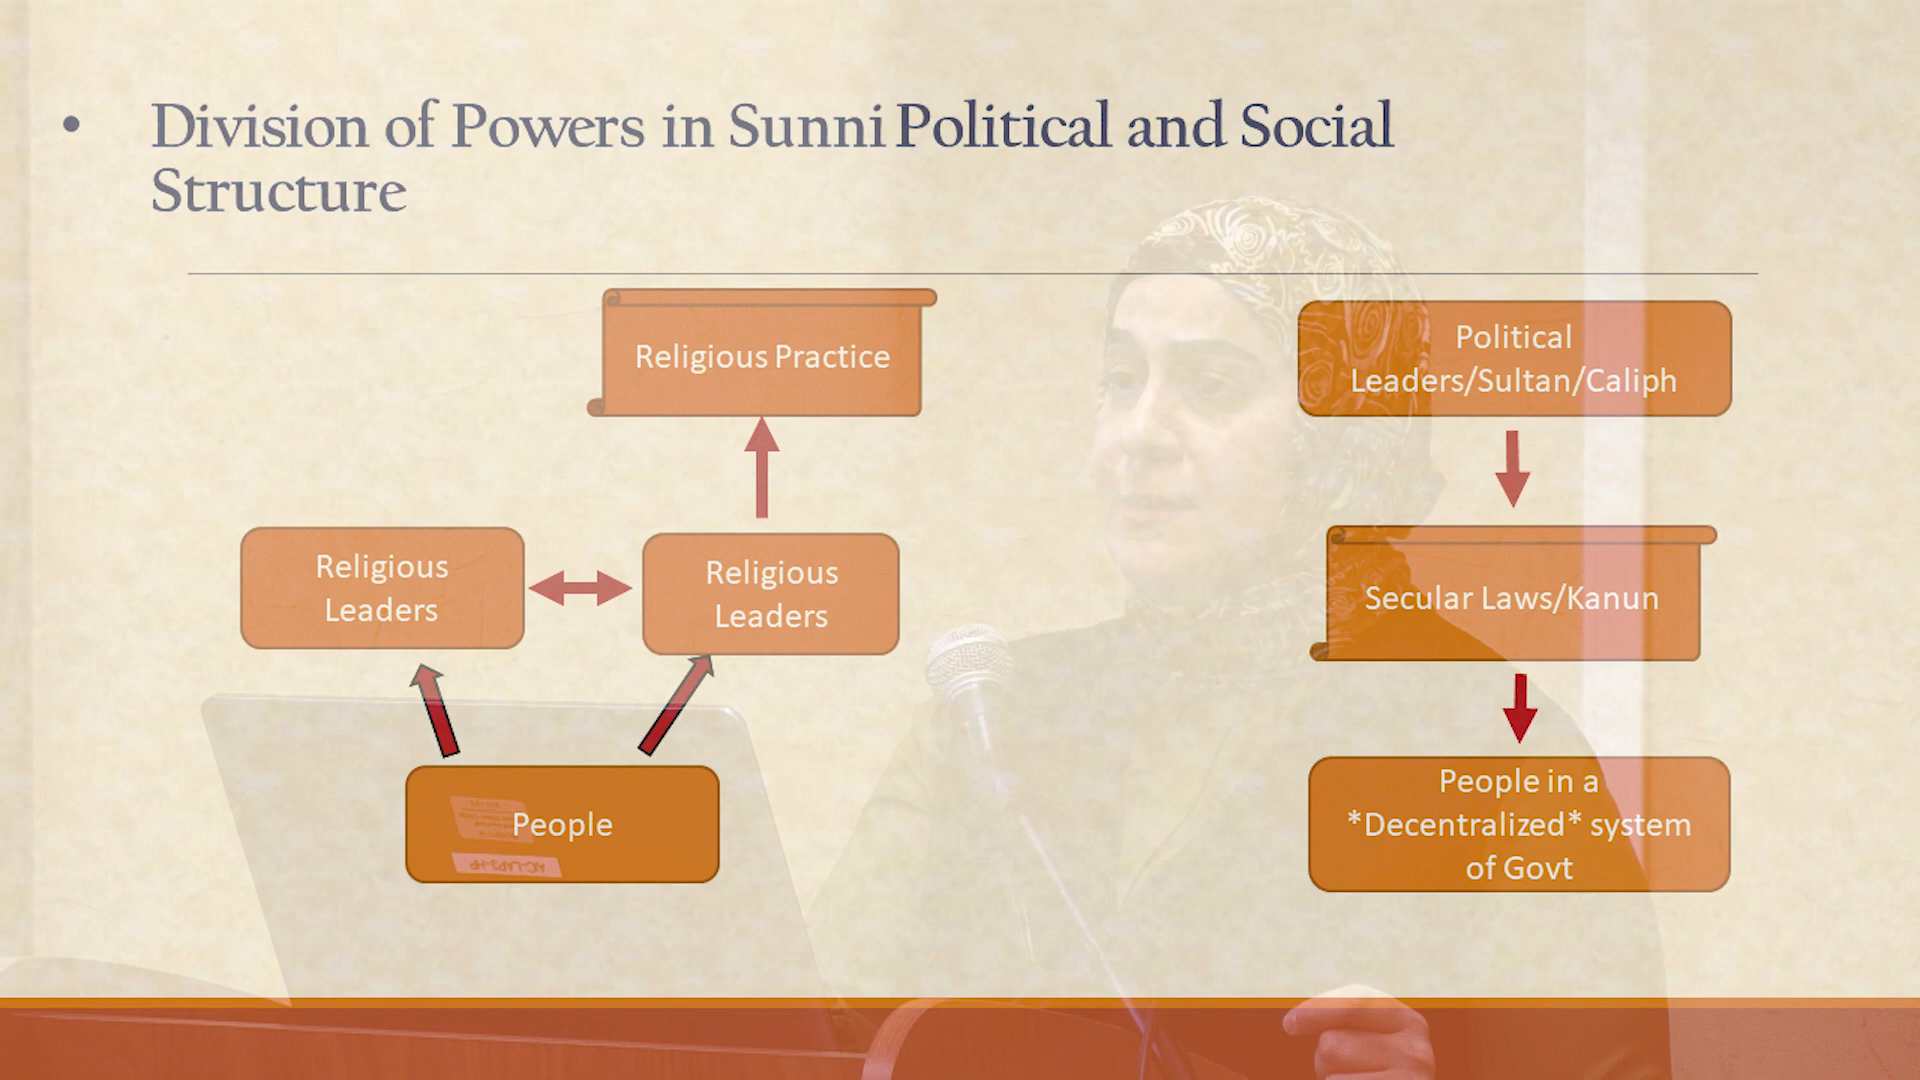 • Division of Powers in Sunni Political and Social
Structure
Religious Practice
Political
Leaders/Sultan/Caliph
Religious
Leaders
Religious
Leaders
Secular Laws/Kanun
People
People in a
*Decentralized* system
of Govt